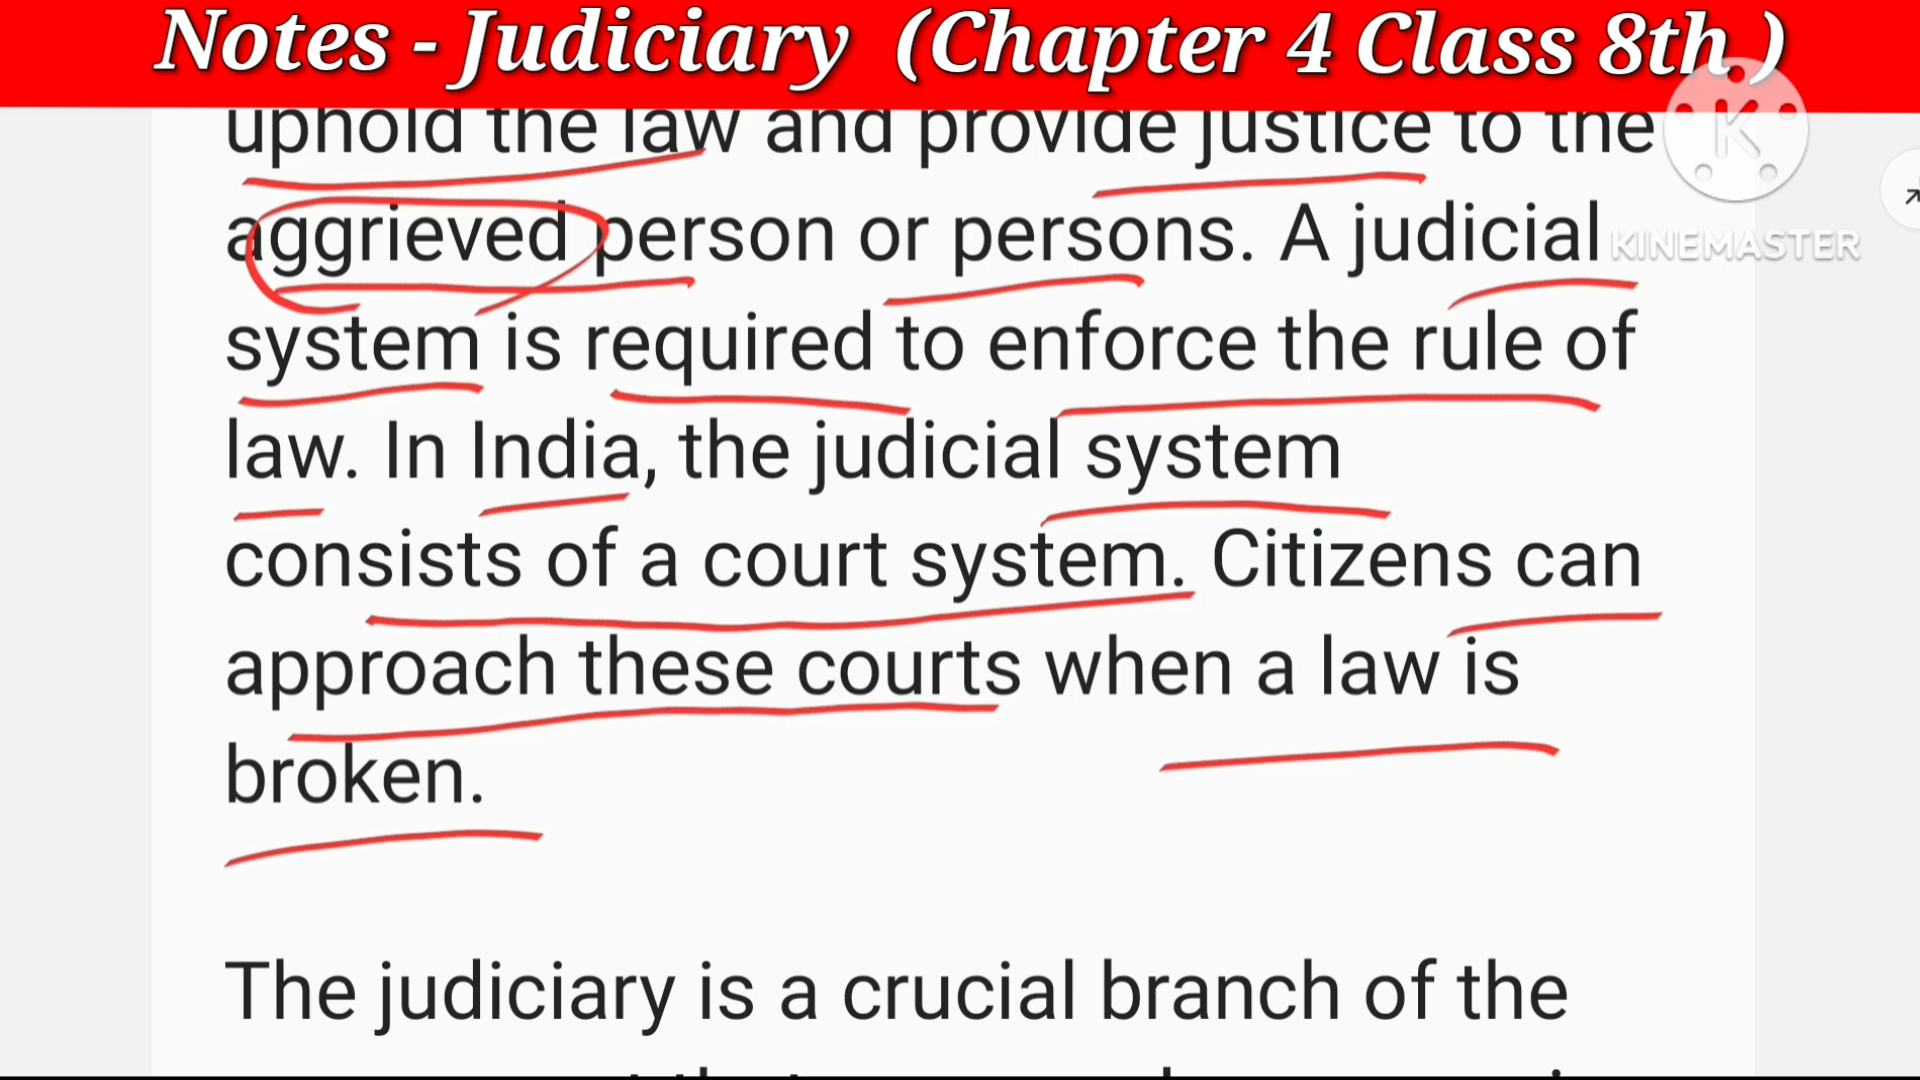 Notes - Judiciary (Chapter 4 Class 8th )
uphold the law and provide justice to the
aggrieved person or persons. A judicial
KINEMASTER
system is required to enforce the rule of
law. In India, the judicial system
consists of a court system. Citizens can
approach these courts when a law is
broken.
The judiciary is a crucial branch of the